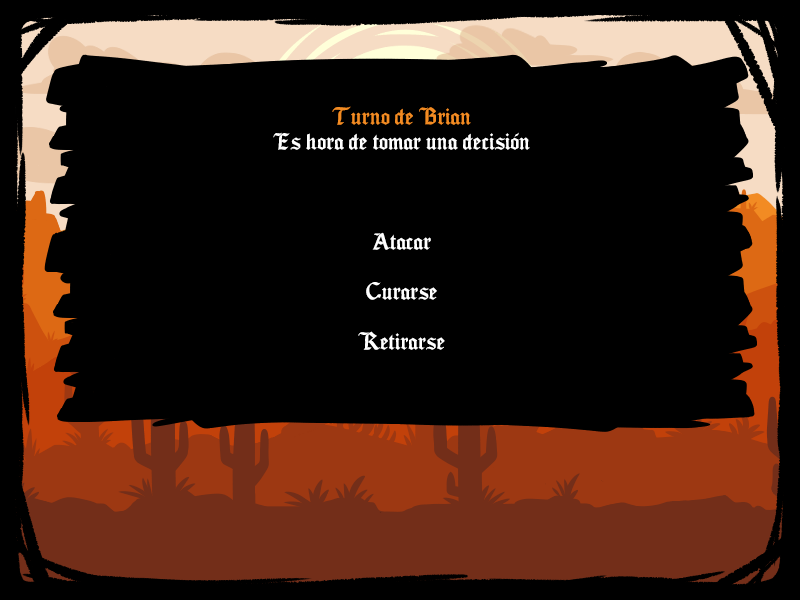 Turno de Brian
Es hora de tomar una decisión
Atacar
Curarse
Retirarse